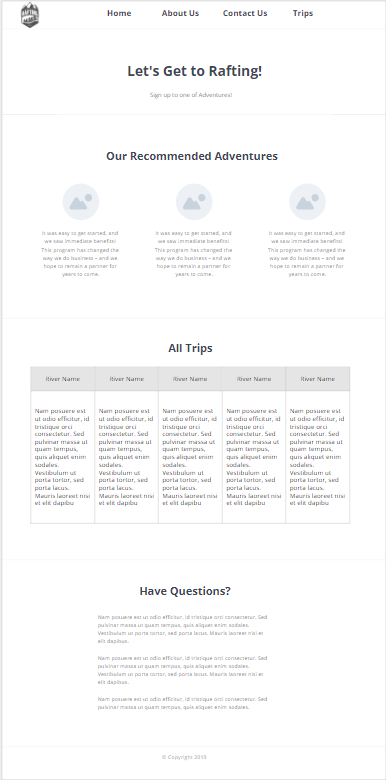 RAFTING
Home About Us Contact Us Trips
Let's Get to Rafting!
Sign up to one of Adventures!
Our Recommended Adventures
It was easy to get started, and
we saw immediate benefits!
This program has changed the
way we do business – and we
hope to remain a partner for
years to come.
It was easy to get started, and
we saw immediate benefits!
This program has changed the
way we do business – and we
hope to remain a partner for
years to come.
It was easy to get started, and
we saw immediate benefits!
This program has changed the
way we do business – and we
hope to remain a partner for
years to come.
All Trips
River Name River Name River Name River Name River Name
Nam posuere est
ut odio efficitur, id
tristique orci
consectetur. Sed
pulvinar massa ut
quam tempus,
quis aliquet enim
sodales.
Vestibulum ut
porta tortor, sed
porta lacus.
Mauris laoreet nisi
et elit dapibu
Nam posuere est
ut odio efficitur, id
tristique orci
consectetur. Sed
pulvinar massa ut
quam tempus,
quis aliquet enim
sodales.
Vestibulum ut
porta tortor, sed
porta lacus.
Mauris laoreet nisi
et elit dapibu
Nam posuere est
ut odio efficitur, id
tristique orci
consectetur. Sed
pulvinar massa ut
quam tempus,
quis aliquet enim
sodales.
Vestibulum ut
porta tortor, sed
porta lacus.
Mauris laoreet nisi
et elit dapibu
Nam posuere est
ut odio efficitur, id
tristique orci
consectetur. Sed
pulvinar massa ut
quam tempus,
quis aliquet enim
sodales.
Vestibulum ut
porta tortor, sed
porta lacus.
Mauris laoreet nisi
et elit dapibu
Nam posuere est
ut odio efficitur, id
tristique orci
consectetur. Sed
pulvinar massa ut
quam tempus,
quis aliquet enim
sodales.
Vestibulum ut
porta tortor, sed
porta lacus.
Mauris laoreet nisi
et elit dapibu
Have Questions?
Nam posuere est ut odio efficitur, id tristique orci consectetur. Sed
pulvinar massa ut quam tempus, quis aliquet enim sodales.
Vestibulum ut porta tortor, sed porta lacus. Mauris laoreet nisi et
elit dapibus.
Nam posuere est ut odio efficitur, id tristique orci consectetur. Sed
pulvinar massa ut quam tempus, quis aliquet enim sodales.
Vestibulum ut porta tortor, sed porta lacus. Mauris laoreet nisi et
elit dapibus.
Nam posuere est ut odio efficitur, id tristique orci consectetur. Sed
pulvinar massa ut quam tempus, quis aliquet enim sodales.
© Copyright 2019